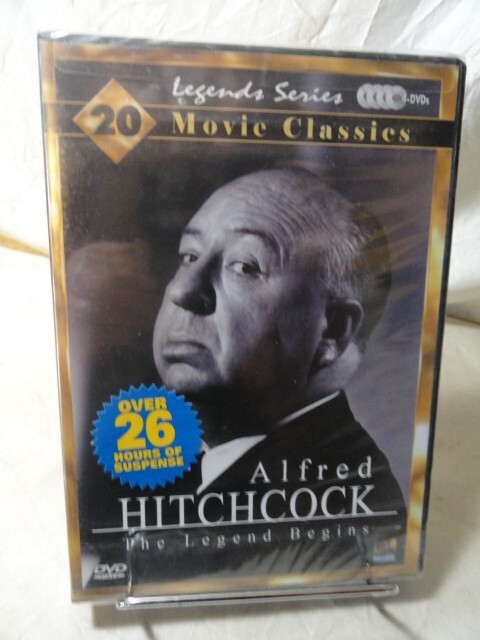 Legends Series
4-DVDs
20
Movie Classics
OVER
26
HOURS OF
SUSPENSE
Alfred
HITCHCOCK
The Legend Begins
DVD